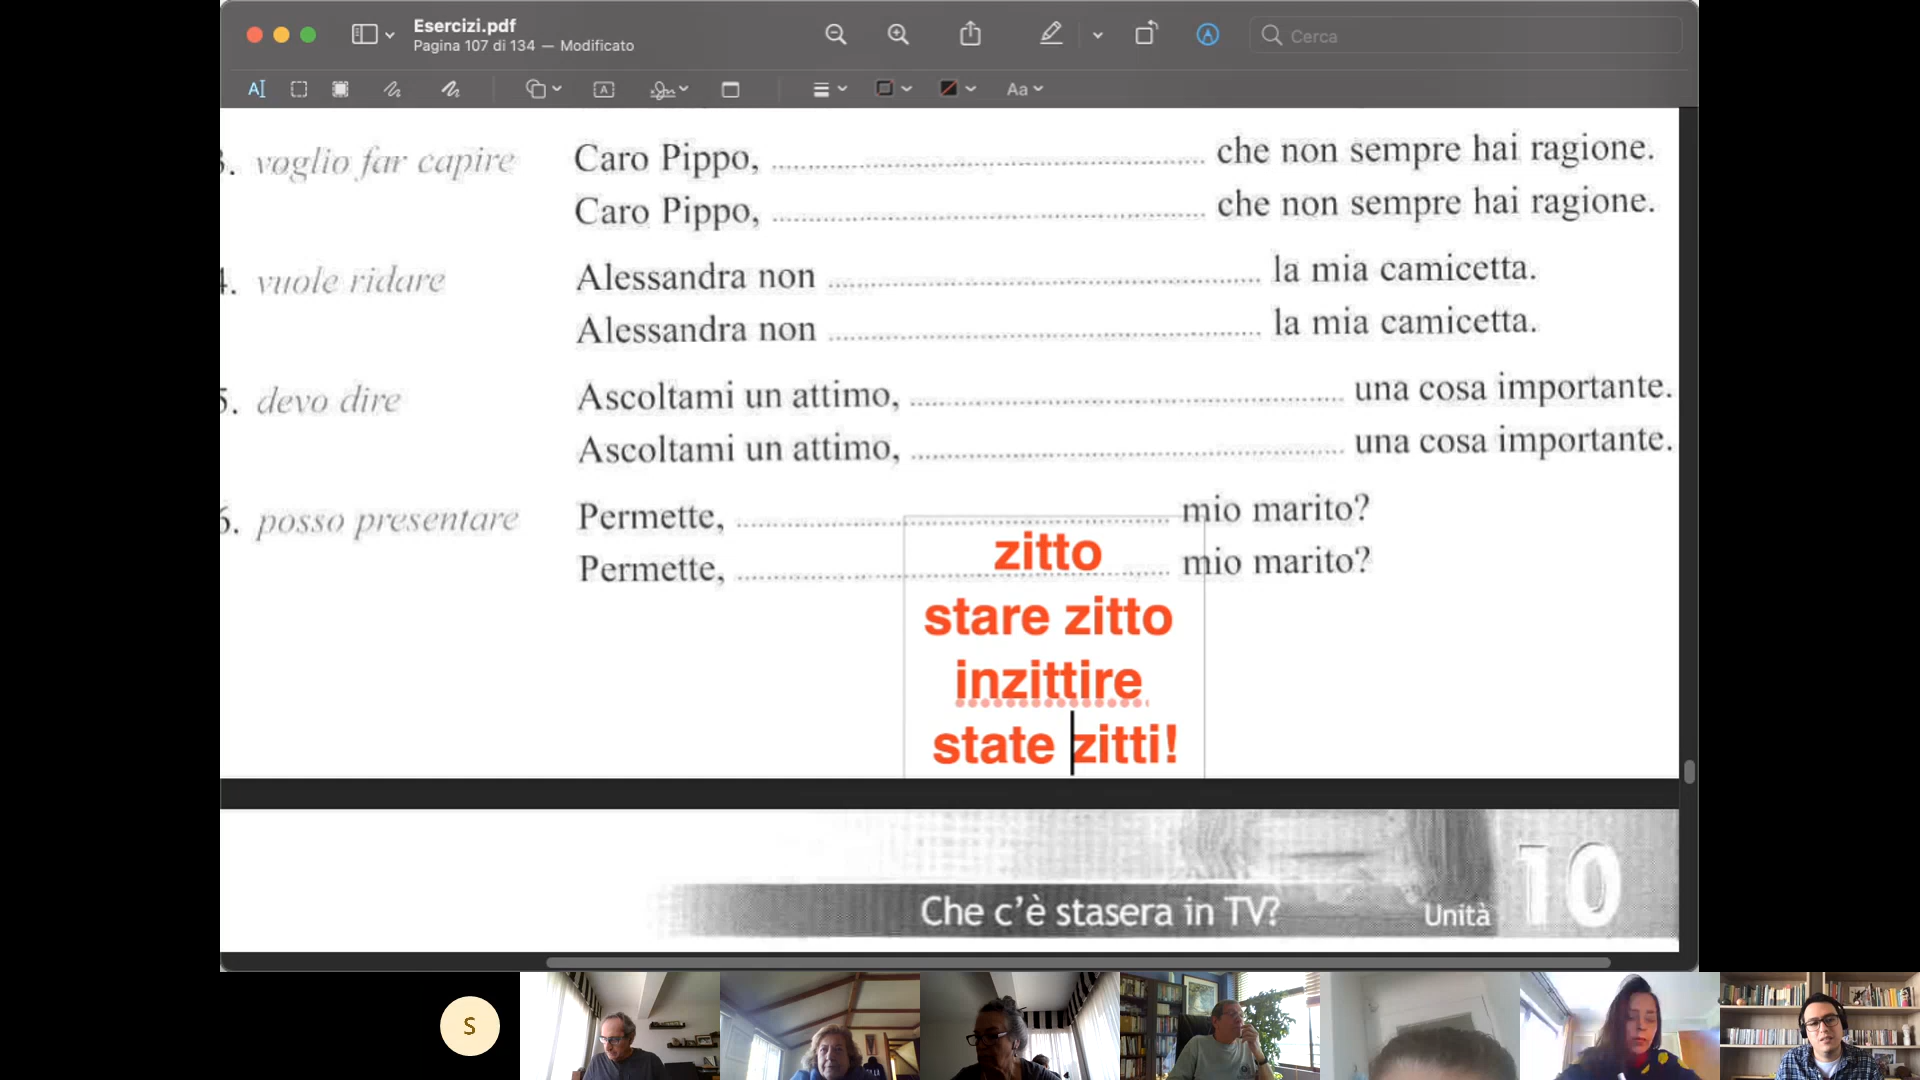 Esercizi.pdf
Pagina 107 di 134 — Modificato
Cerca
Aa
3. voglio far capire
Caro Pippo, ........ che non sempre hai ragione.
Caro Pippo, ........ che non sempre hai ragione.
4. vuole ridare
Alessandra non ........ la mia camicetta.
Alessandra non ........ la mia camicetta.
5. devo dire
Ascoltami un attimo, ........ una cosa importante.
Ascoltami un attimo, ........ una cosa importante.
6. posso presentare
Permette, ........ mio marito?
Permette, ........ mio marito?
zitto
stare zitto
inzittire
state zitti!
Che c'è stasera in TV?
Unità 10
S